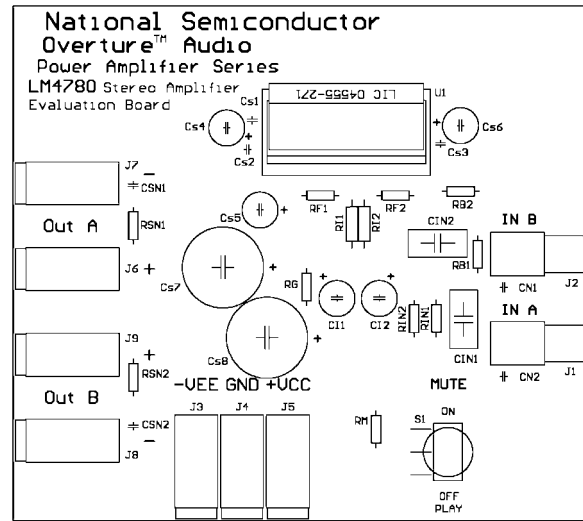 National Semiconductor
Overture™ Audio
Power Amplifier Series
LM4780 Stereo Amplifier
Evaluation Board
LIC 04555-271
U1
Cs1
Cs4
+
Cs2
+
Cs6
Cs3
J7
-
CSN1
RSN1
Out A
J6 +
Cs5
+
RF1
RI1
RI2
RF2
RB2
CIN2
RB1
IN B
CN1
J2
Cs7
+
RG
+
CI1
+
CI2
RIN2
RIN1
CIN1
IN A
CN2
J1
Cs8
+
J9
+
RSN2
Out B
CSN2
-
J8
-VEE GND +VCC
J3 J4 J5
MUTE
RM
S1
ON
OFF
PLAY